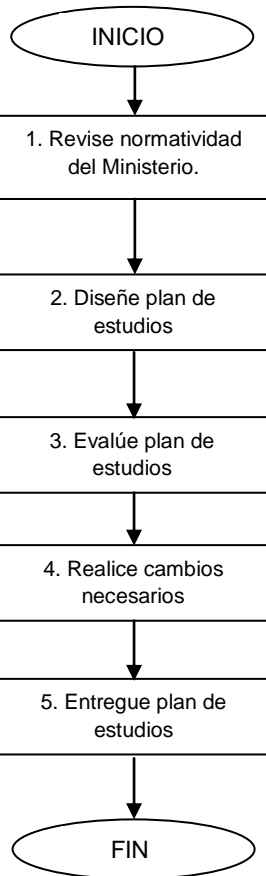 INICIO
1. Revise normatividad
del Ministerio.
2. Diseñe plan de
estudios
3. Evalúe plan de
estudios
4. Realice cambios
necesarios
5. Entregue plan de
estudios
FIN